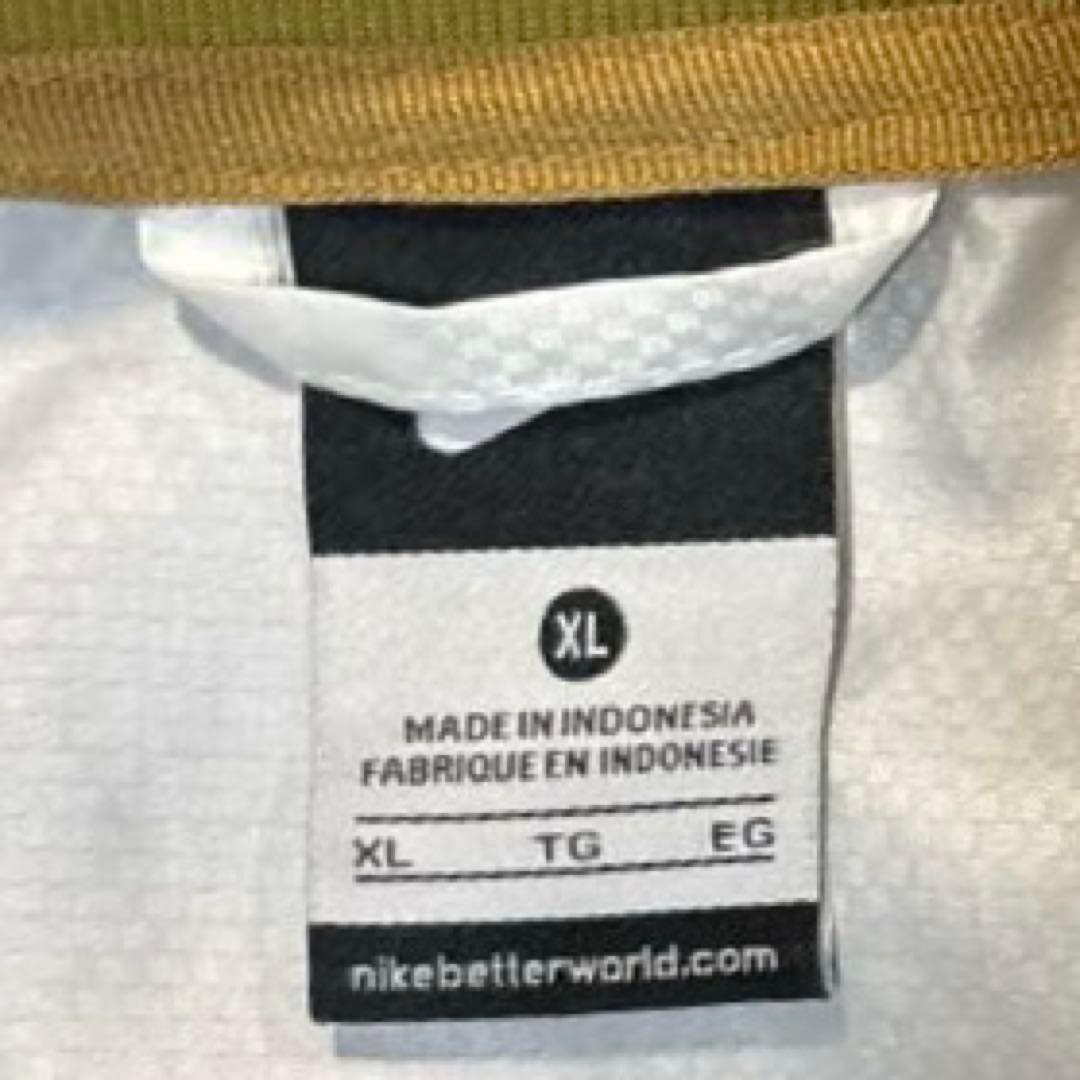 XL
MADE IN INDONESIA
FABRIQUE EN INDONESIE
XL TG EG
nikebetterworld.com